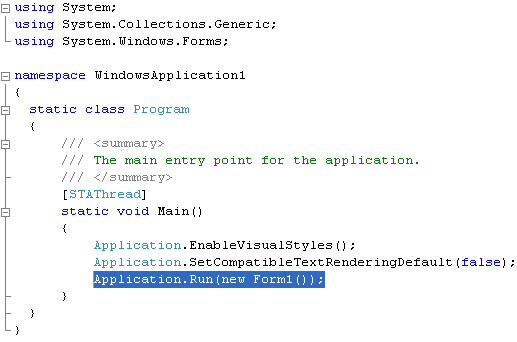 using System;
using System.Collections.Generic;
using System.Windows.Forms;

namespace WindowsApplication1
{
  static class Program
  {
      /// <summary>
      /// The main entry point for the application.
      /// </summary>
      [STAThread]
      static void Main()
      {
          Application.EnableVisualStyles();
          Application.SetCompatibleTextRenderingDefault(false);
          Application.Run(new Form1());
      }
  }
}